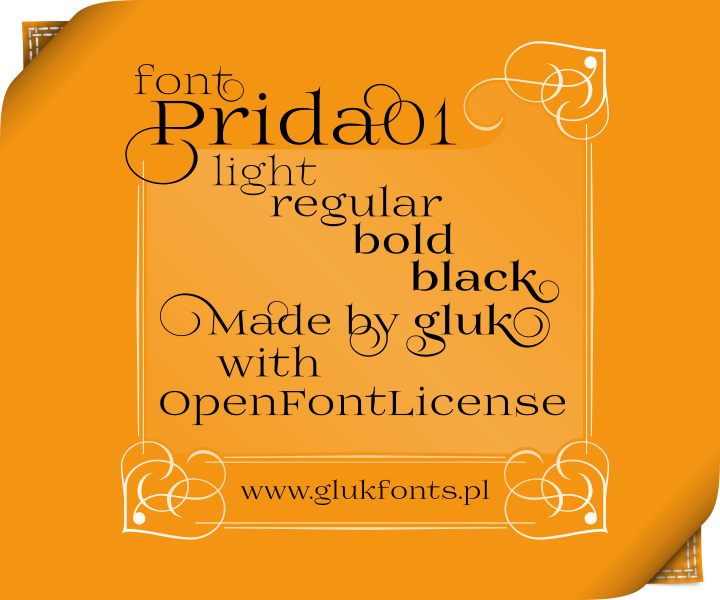 font
Prida01
light
regular
bold
black
Made by gluk
with
OpenFontLicense
www.glukfonts.pl